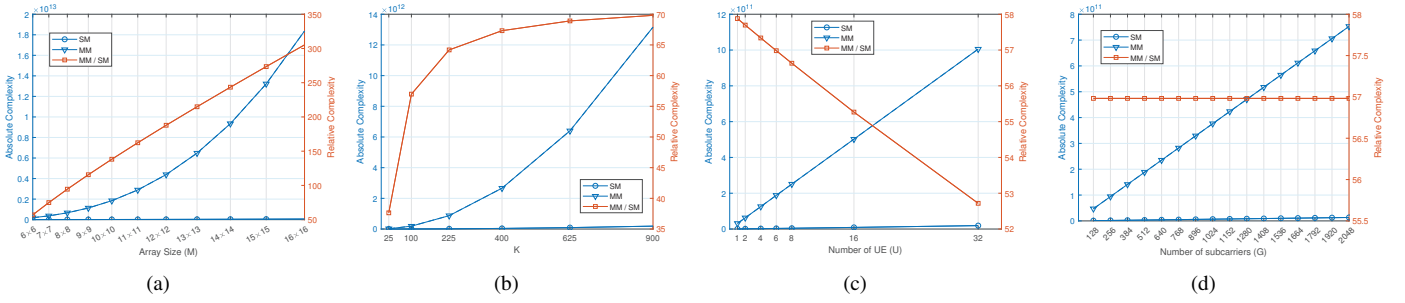 ×10¹³
2
1.8
1.6
1.4
1.2
1
0.8
0.6
0.4
0.2
0
350
300
250
200
150
100
50
Absolute Complexity
Relative Complexity
SM
MM
MM / SM
6×6 7×7 8×8 9×9 10×10 11×11 12×12 13×13 14×14 15×15 16×16
Array Size (M)
(a)
×10¹²
14
12
10
8
6
4
2
0
70
65
60
55
50
45
40
35
Absolute Complexity
Relative Complexity
SM
MM
MM / SM
25 100 225 400 625 900
K
(b)
×10¹¹
12
10
8
6
4
2
0
58
57
56
55
54
53
52
Absolute Complexity
Relative Complexity
SM
MM
MM / SM
1 2 4 6 8 16 32
Number of UE (U)
(c)
×10¹¹
8
7
6
5
4
3
2
1
0
58
57.5
57
56.5
56
55.5
Absolute Complexity
Relative Complexity
SM
MM
MM / SM
128 256 384 512 640 768 896 1024 1152 1280 1408 1536 1664 1792 1920 2048
Number of subcarriers (G)
(d)